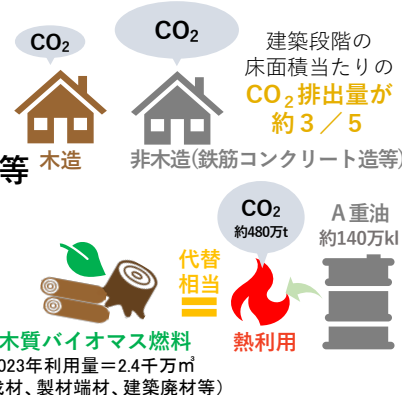 CO₂
CO₂
建築段階の
床面積当たりの
CO₂排出量が
約3/5
等
木造
非木造(鉄筋コンクリート造等)
CO₂
約480万t
A重油
約140万kl
代替
相当
木質バイオマス燃料
熱利用
023年利用量=2.4千万㎥
材、製材端材、建築廃材等)